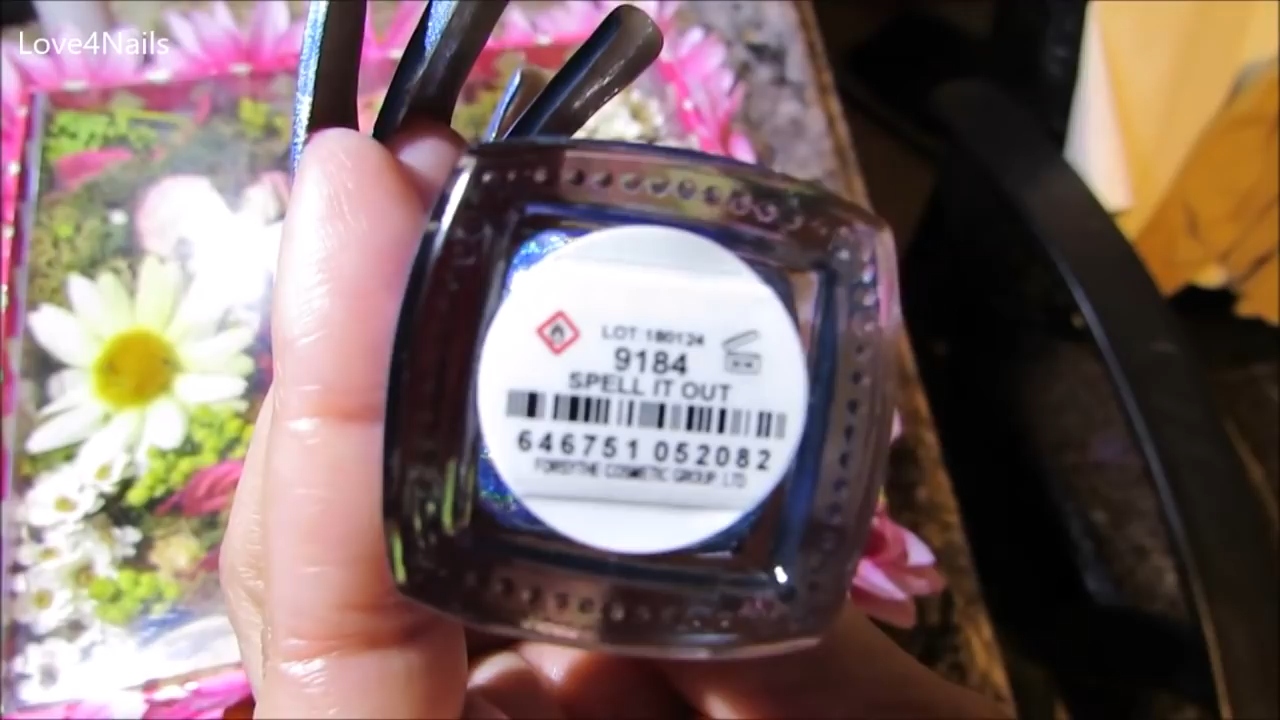 Love4Nails
LOT 180124
9184
SPELL IT OUT
646751 052082
FORSYTHE COSMETIC GROUP, LTD